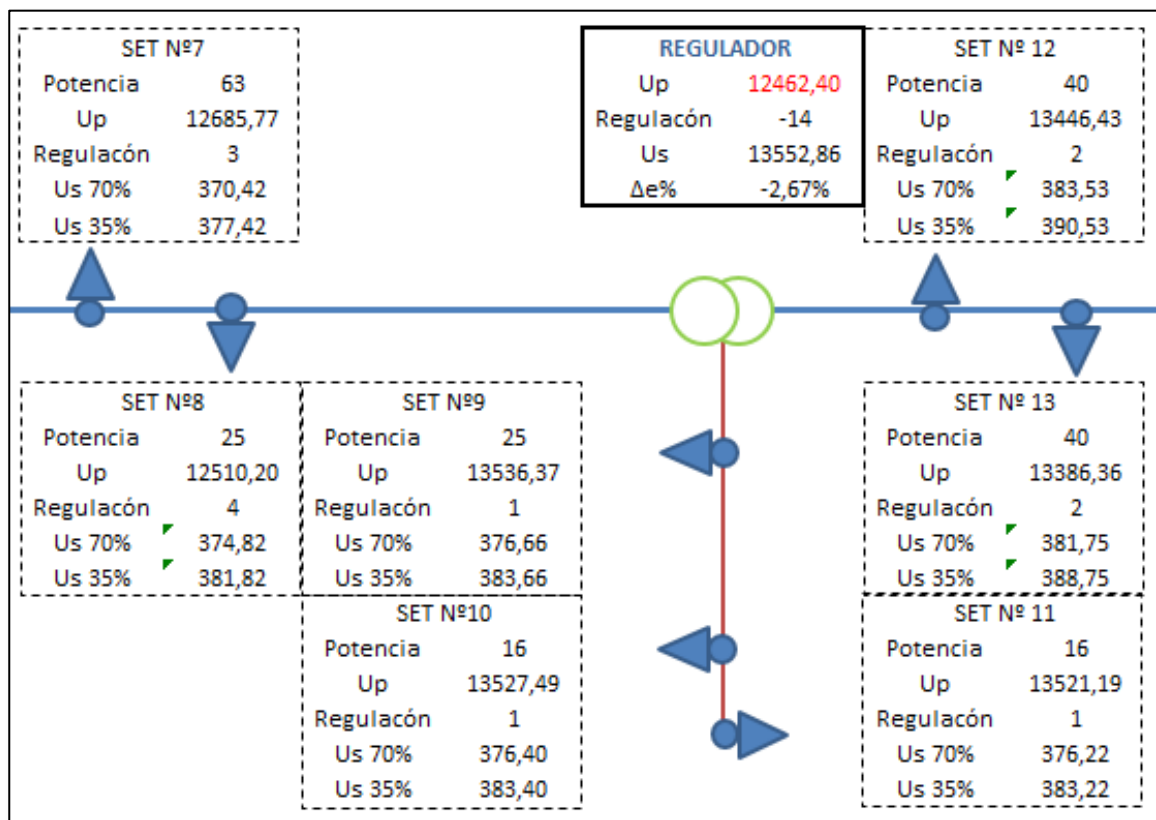 SET Nº7
Potencia 63
Up 12685,77
Regulacón 3
Us 70% 370,42
Us 35% 377,42
REGULADOR
Up 12462,40
Regulacón -14
Us 13552,86
Δe% -2,67%
SET Nº 12
Potencia 40
Up 13446,43
Regulacón 2
Us 70% 383,53
Us 35% 390,53
SET Nº8
Potencia 25
Up 12510,20
Regulacón 4
Us 70% 374,82
Us 35% 381,82
SET Nº9
Potencia 25
Up 13536,37
Regulacón 1
Us 70% 376,66
Us 35% 383,66
SET Nº 13
Potencia 40
Up 13386,36
Regulacón 2
Us 70% 381,75
Us 35% 388,75
SET Nº10
Potencia 16
Up 13527,49
Regulacón 1
Us 70% 376,40
Us 35% 383,40
SET Nº 11
Potencia 16
Up 13521,19
Regulacón 1
Us 70% 376,22
Us 35% 383,22